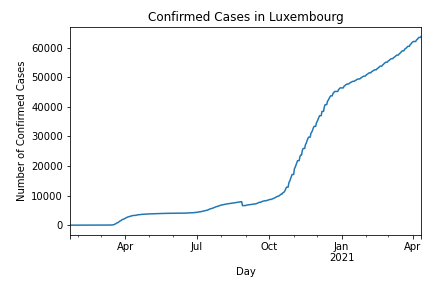 Confirmed Cases in Luxembourg
Number of Confirmed Cases
60000
50000
40000
30000
20000
10000
0
Apr Jul Oct Jan Apr
2021
Day